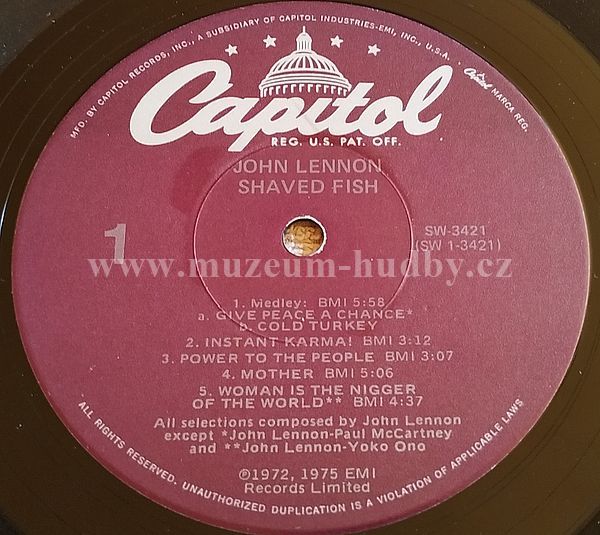 MFD. BY CAPITOL RECORDS, INC., A SUBSIDIARY OF CAPITOL INDUSTRIES-EMI, INC., U.S.A.
Capitol MARCA REG.
Capitol
REG. U.S. PAT. OFF.
JOHN LENNON
SHAVED FISH
1
SW-3421
(SW 1-3421)
www.muzeum-hudby.cz
1. Medley: BMI 5:58
a. GIVE PEACE A CHANCE*
b. COLD TURKEY
2. INSTANT KARMA! BMI 3:12
3. POWER TO THE PEOPLE BMI 3:07
4. MOTHER BMI 5:06
5. WOMAN IS THE NIGGER
OF THE WORLD** BMI 4:37
All selections composed by John Lennon
except *John Lennon-Paul McCartney
and **John Lennon-Yoko Ono
℗1972, 1975 EMI
Records Limited
ALL RIGHTS RESERVED. UNAUTHORIZED DUPLICATION IS A VIOLATION OF APPLICABLE LAWS